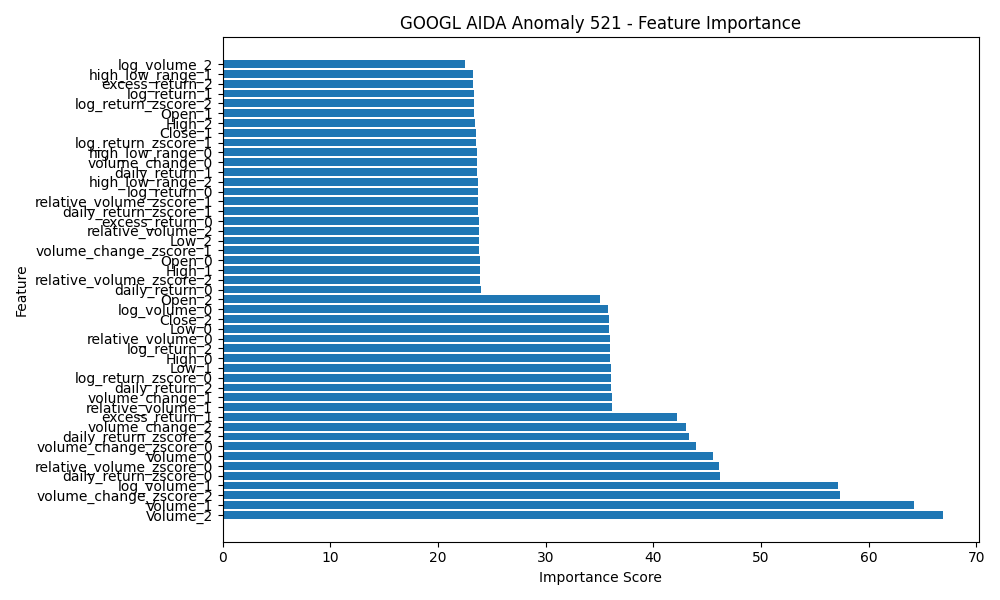 GOOGL AIDA Anomaly 521 - Feature Importance
log_volume_2
high_low_range_1
excess_return_2
log_return_1
log_return_zscore_2
Open_1
High_2
Close_1
log_return_zscore_1
high_low_range_0
volume_change_0
daily_return_1
high_low_range_2
log_return_0
relative_volume_zscore_1
daily_return_zscore_1
excess_return_0
relative_volume_2
Low_2
volume_change_zscore_1
Open_0
High_1
relative_volume_zscore_2
daily_return_0
Open_2
log_volume_0
Close_2
Low_0
relative_volume_0
log_return_2
High_0
Low_1
log_return_zscore_0
daily_return_2
volume_change_1
relative_volume_1
excess_return_1
volume_change_2
daily_return_zscore_2
volume_change_zscore_0
Volume_0
relative_volume_zscore_0
daily_return_zscore_0
log_volume_1
volume_change_zscore_2
Volume_1
Volume_2
Feature
0 10 20 30 40 50 60 70
Importance Score